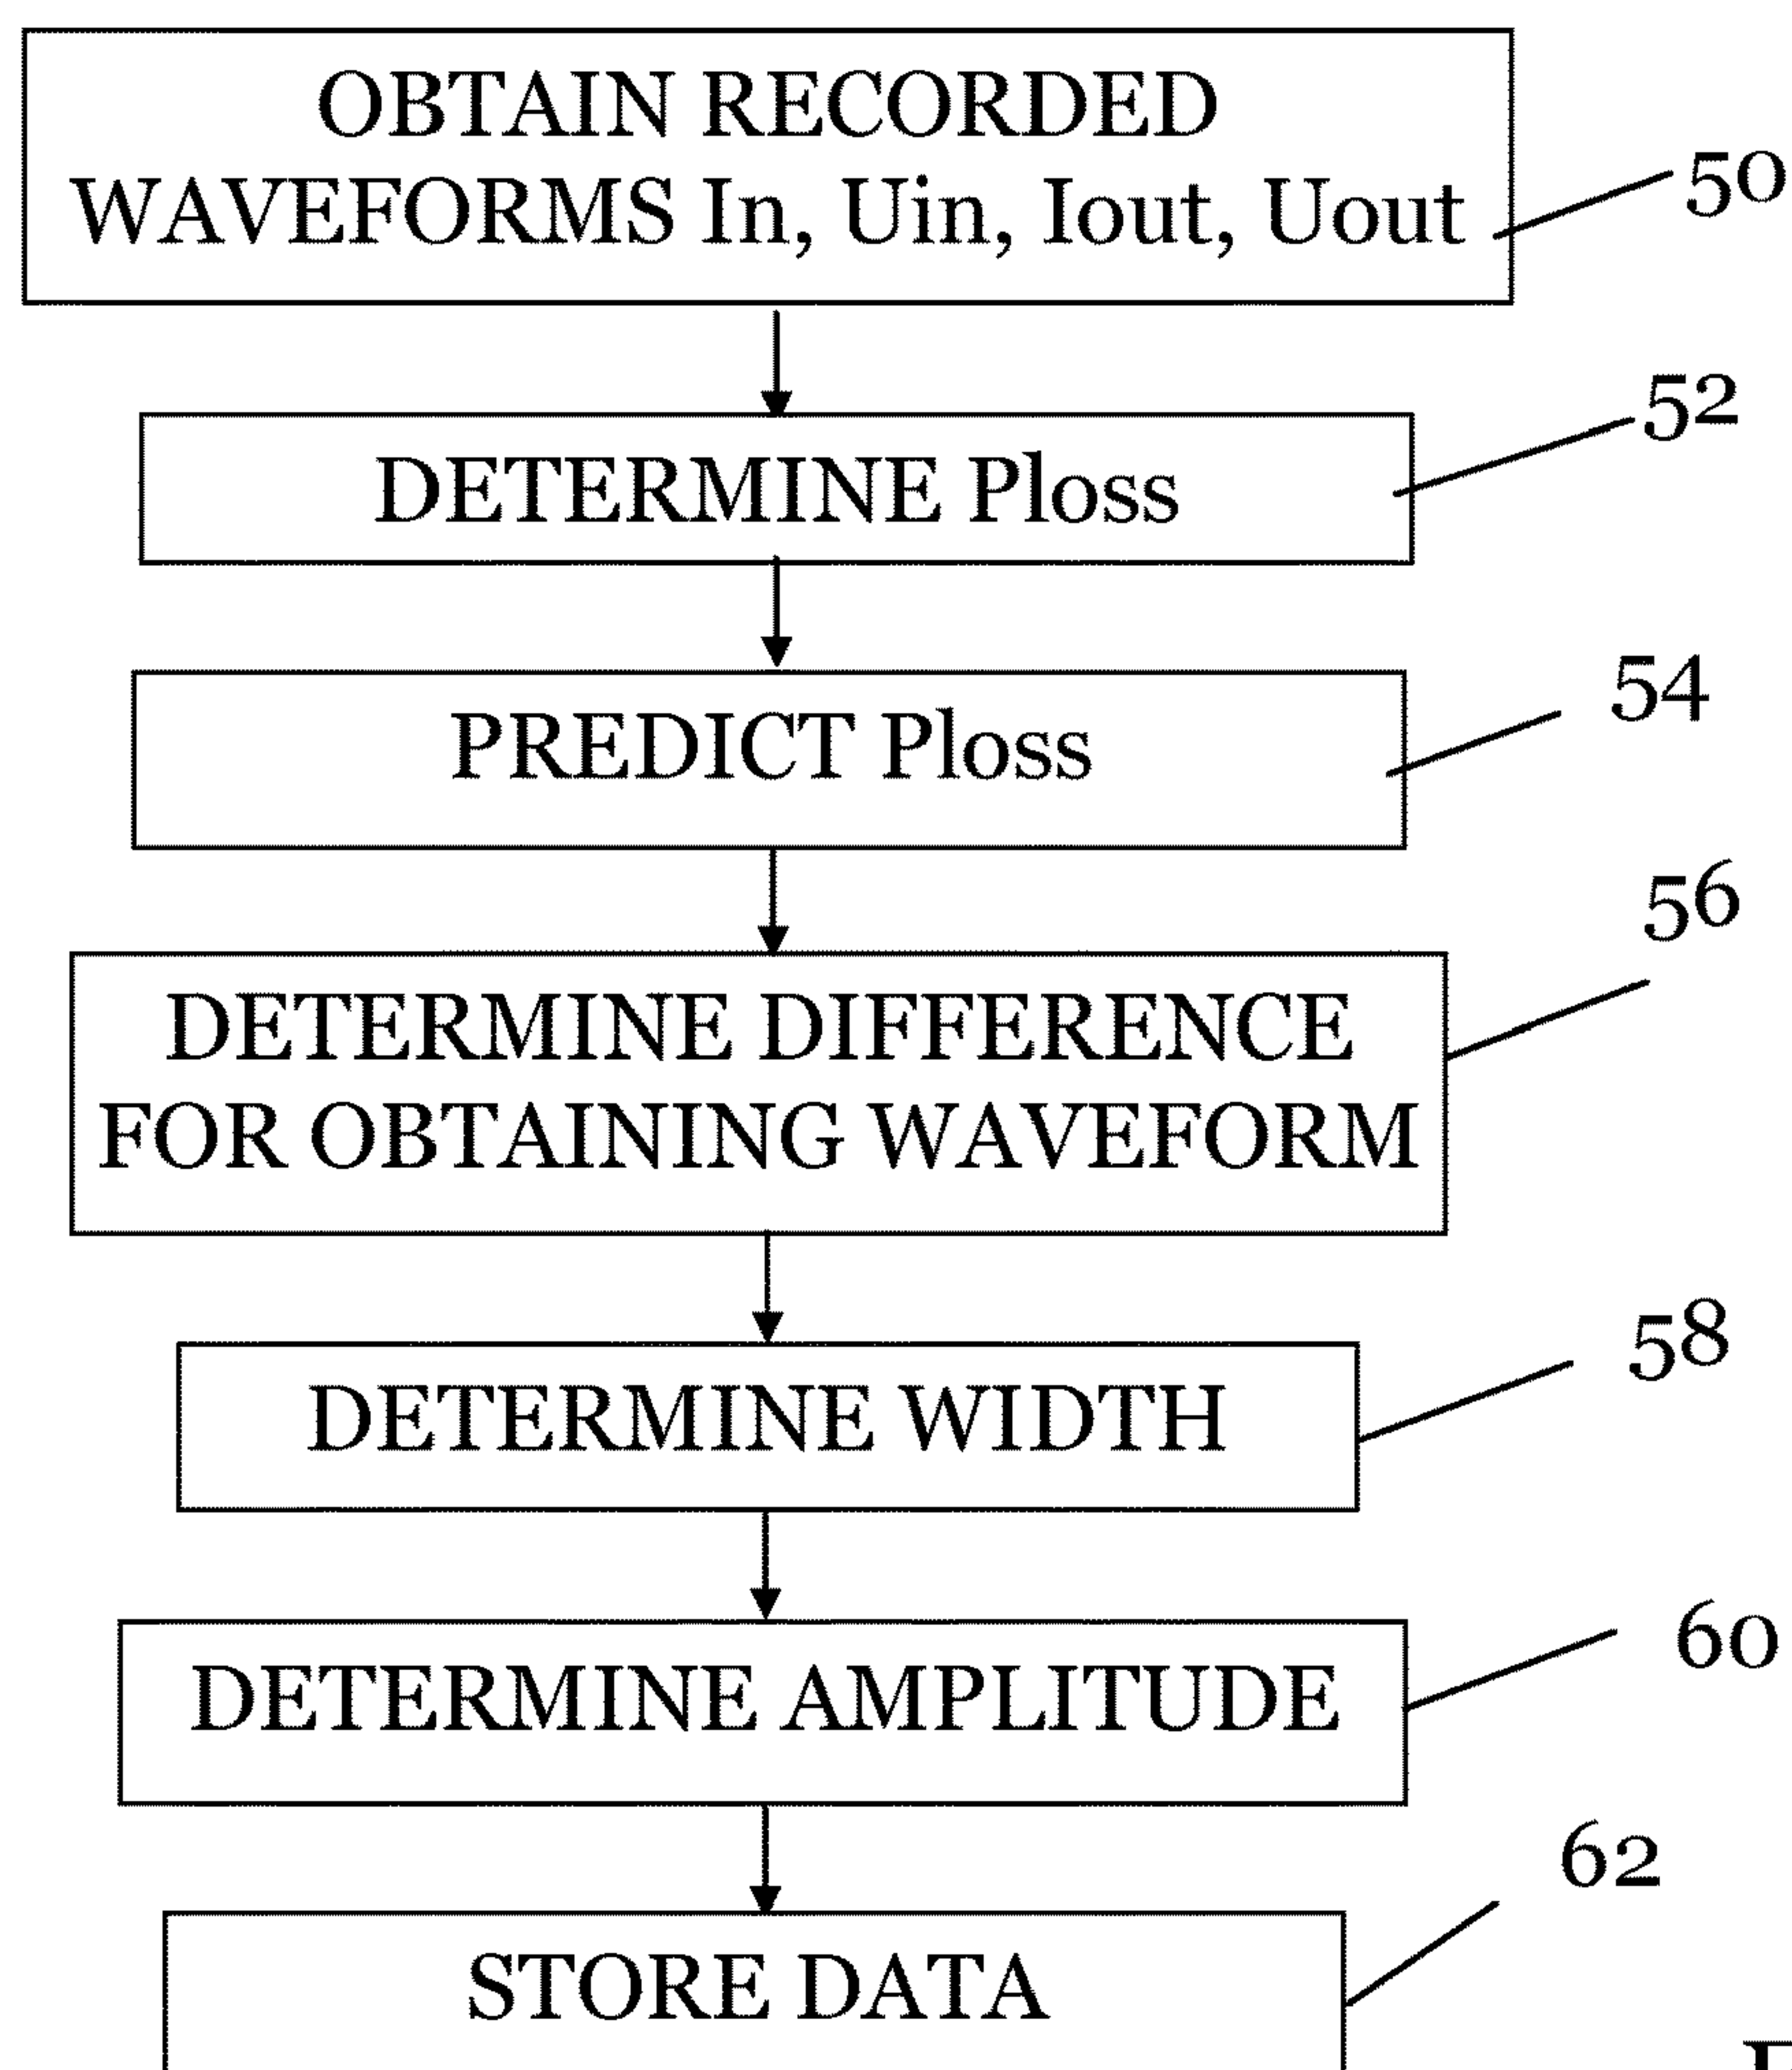 OBTAIN RECORDED
WAVEFORMS In, Uin, Iout, Uout
50
52
DETERMINE Ploss
54
PREDICT Ploss
56
DETERMINE DIFFERENCE
FOR OBTAINING WAVEFORM
58
DETERMINE WIDTH
60
DETERMINE AMPLITUDE
62
STORE DATA